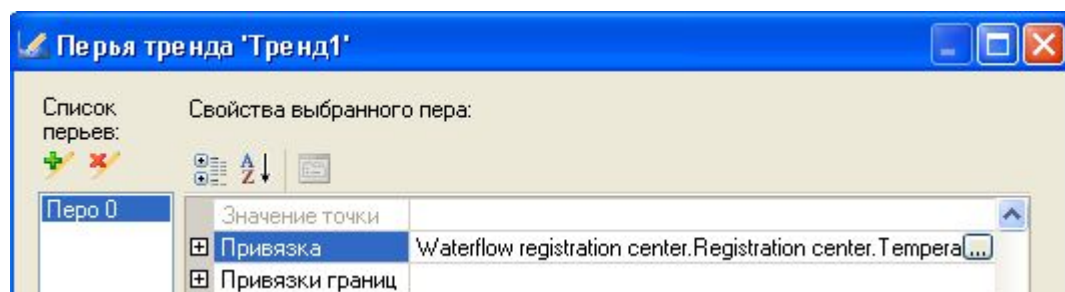 Перья тренда 'Тренд1'
Список
перьев:
Свойства выбранного пера:
Перо 0
Значение точки
Привязка Waterflow registration center.Registration center.Tempera...
Привязки границ